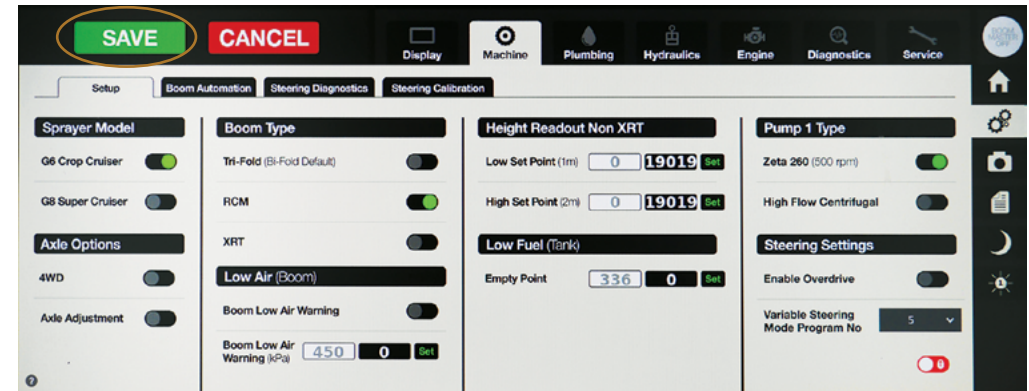 SAVE CANCEL Display Machine Plumbing Hydraulics Engine Diagnostics Service
Setup Boom Automation Steering Diagnostics Steering Calibration
Sprayer Model
G6 Crop Cruiser
G8 Super Cruiser
Axle Options
4WD
Axle Adjustment
Boom Type
Tri-Fold (Bi-Fold Default)
RCM
XRT
Low Air (Boom)
Boom Low Air Warning
Boom Low Air
Warning (kPa) 450 0 Set
Height Readout Non XRT
Low Set Point (1m) 0 19019 Set
High Set Point (2m) 0 19019 Set
Low Fuel (Tank)
Empty Point 336 0 Set
Pump 1 Type
Zeta 260 (500 rpm)
High Flow Centrifugal
Steering Settings
Enable Overdrive
Variable Steering
Mode Program No 5